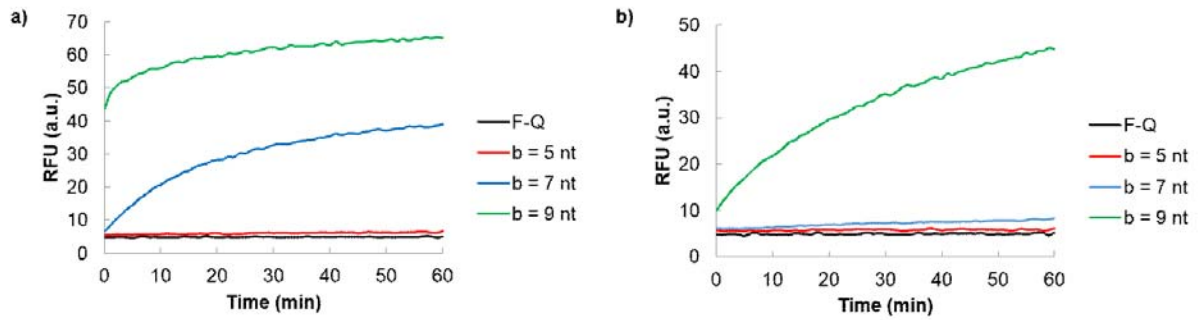 a)
70
60
50
40
30
20
10
0
RFU (a.u.)
0 10 20 30 40 50 60
Time (min)
F-Q
b = 5 nt
b = 7 nt
b = 9 nt
b)
50
40
30
20
10
0
RFU (a.u.)
0 10 20 30 40 50 60
Time (min)
F-Q
b = 5 nt
b = 7 nt
b = 9 nt